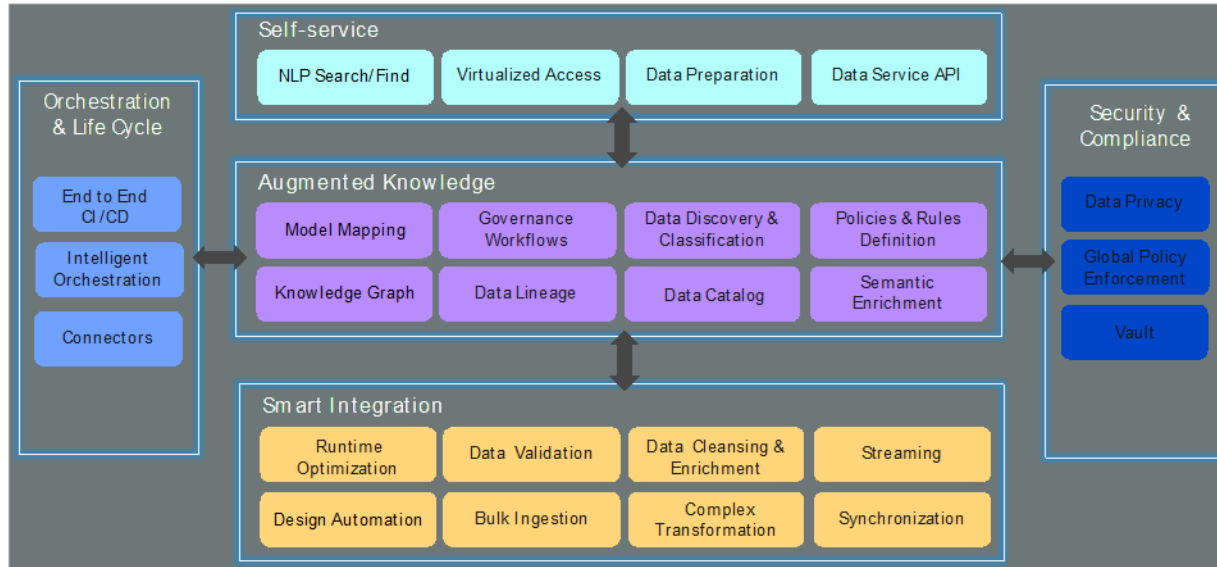 Self-service
NLP Search/Find
Virtualized Access
Data Preparation
Data Service API
Orchestration
& Life Cycle
End to End
CI/CD
Intelligent
Orchestration
Connectors
Augmented Knowledge
Model Mapping
Governance
Workflows
Data Discovery &
Classification
Policies & Rules
Definition
Knowledge Graph
Data Lineage
Data Catalog
Semantic
Enrichment
Security &
Compliance
Data Privacy
Global Policy
Enforcement
Vault
Smart Integration
Runtime
Optimization
Data Validation
Data Cleansing &
Enrichment
Streaming
Design Automation
Bulk Ingestion
Complex
Transformation
Synchronization